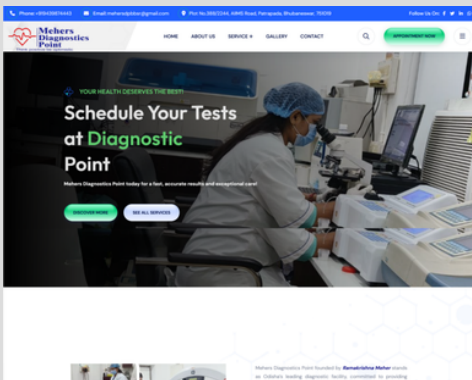 Phone: +919439874443 Email: mehersdpbbsr@gmail.com Plot No.369/2244, AIIMS Road, Patrapada, Bhubaneswar, 751019 Follow Us On:
Mehers
Diagnostics
Point
HOME ABOUT US SERVICE GALLERY CONTACT
APPOINTMENT NOW
YOUR HEALTH DESERVES THE BEST!
Schedule Your Tests
at Diagnostic
Point
Mehers Diagnostics Point today for a fast, accurate results and exceptional care!
DISCOVER MORE SEE ALL SERVICES
Mehers Diagnostics Point founded by Ramakrishna Meher stands
as Odisha's leading diagnostic facility, committed to providing